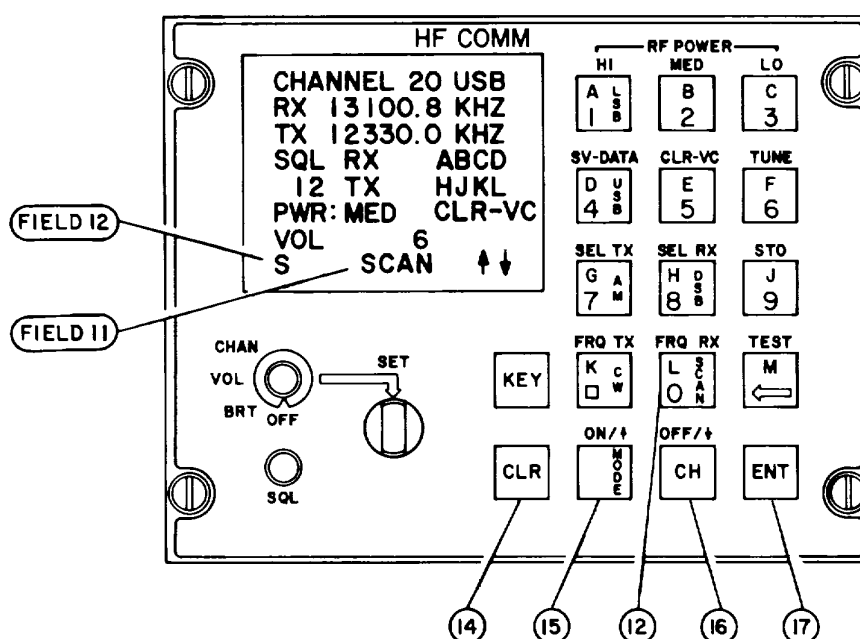 HF COMM
CHANNEL 20 USB
RX 13100.8 KHZ
TX 12330.0 KHZ
SQL RX ABCD
12 TX HJKL
PWR: MED CLR-VC
VOL 6
S SCAN
FIELD 12
FIELD 11
RF POWER
HI MED LO
A LSB 1
B 2
C 3
SV-DATA CLR-VC TUNE
D USB 4
E 5
F 6
SEL TX SEL RX STO
G AM 7
H DSB 8
J 9
FRQ TX FRQ RX TEST
KEY
K CW
L SCAN 0
M
ON/↑ OFF/↓
CLR
MODE
CH
ENT
CHAN
VOL
BRT
OFF
SET
SQL
14 15 12 16 17